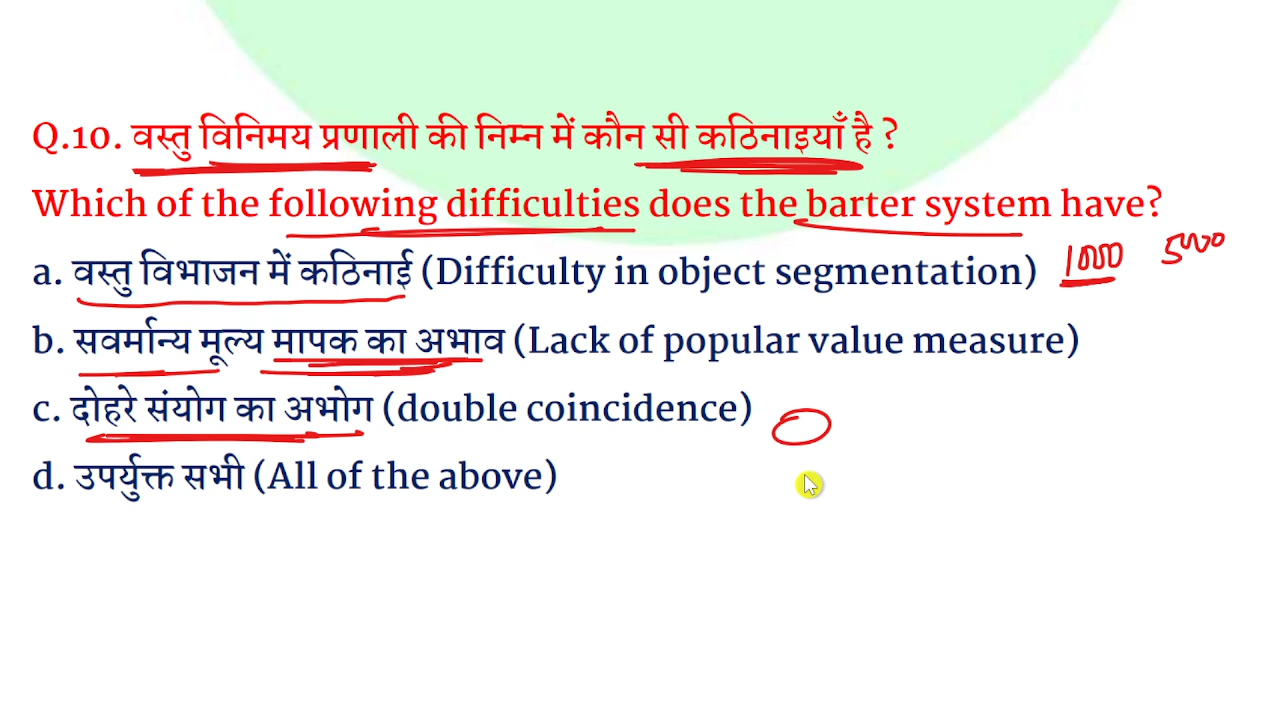 Q.10. वस्तु विनिमय प्रणाली की निम्न में कौन सी कठिनाइयाँ है ?
Which of the following difficulties does the barter system have?
a. वस्तु विभाजन में कठिनाई (Difficulty in object segmentation)
1000 5000
b. सवर्मान्य मूल्य मापक का अभाव (Lack of popular value measure)
c. दोहरे संयोग का अभोग (double coincidence)
d. उपर्युक्त सभी (All of the above)